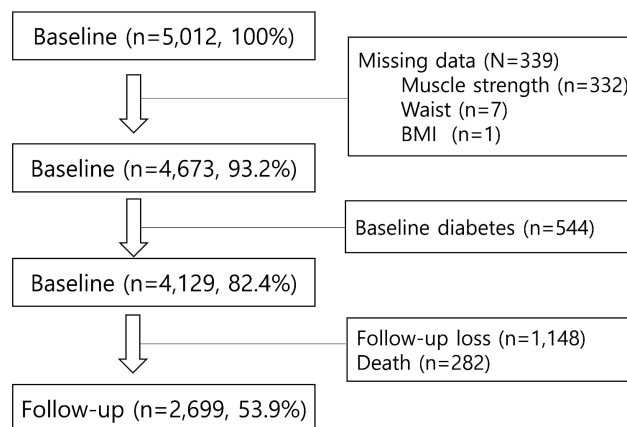 Baseline (n=5,012, 100%)
Missing data (N=339)
Muscle strength (n=332)
Waist (n=7)
BMI (n=1)
Baseline (n=4,673, 93.2%)
Baseline diabetes (n=544)
Baseline (n=4,129, 82.4%)
Follow-up loss (n=1,148)
Death (n=282)
Follow-up (n=2,699, 53.9%)